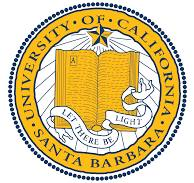 ·UNIVERSITY·OF·CALIFORNIA·
SANTA BARBARA
A
LET THERE BE
LIGHT